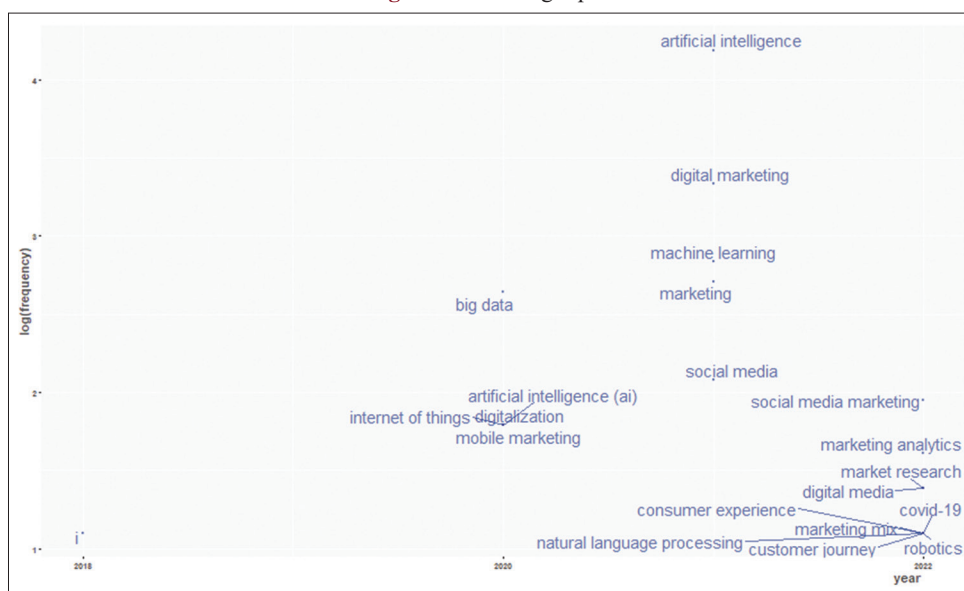 artificial intelligence
4
digital marketing
3
machine learning
log(frequency)
marketing
big data
social media
2
artificial intelligence (ai)
social media marketing
internet of things
digitalization
mobile marketing
marketing analytics
market research
digital media
consumer experience
covid-19
marketing mix
i
natural language processing
customer journey
robotics
1
2018
2020
2022
year